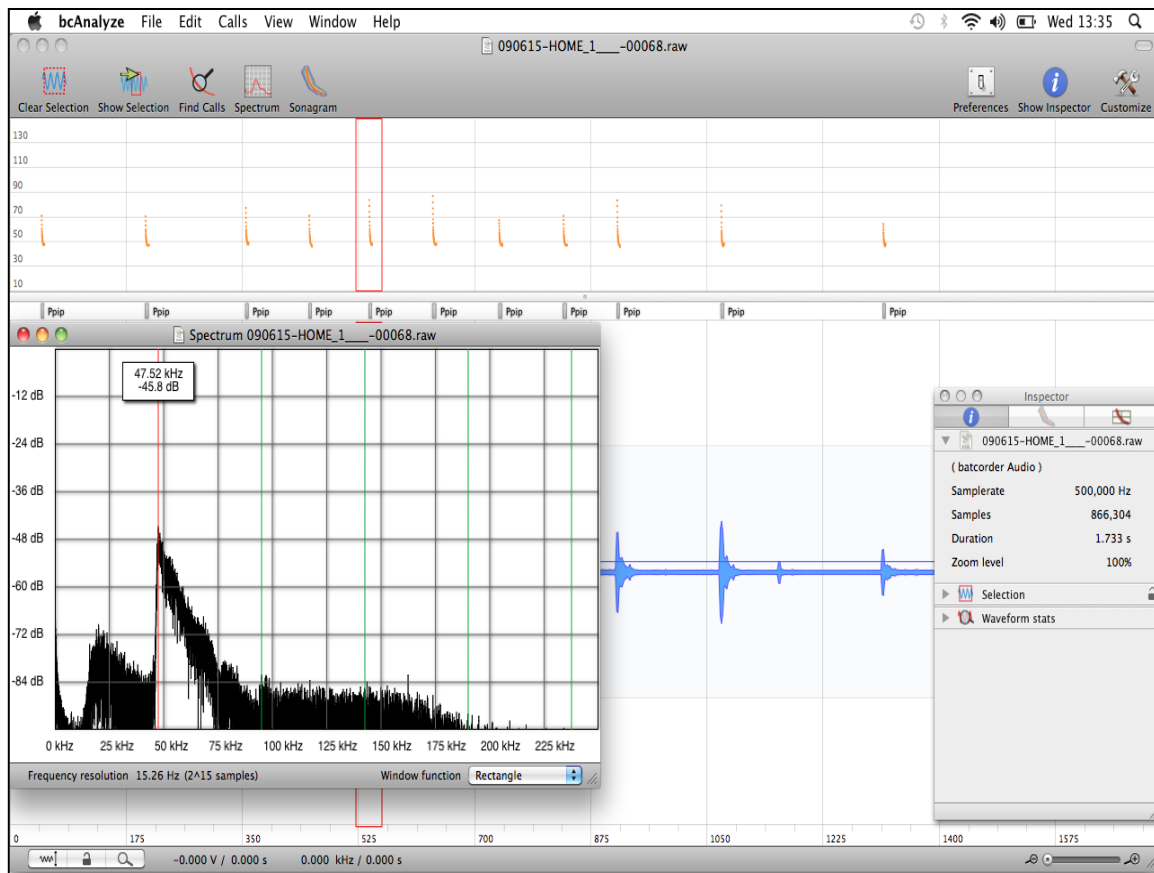 bcAnalyze File Edit Calls View Window Help Wed 13:35
090615-HOME_1___-00068.raw
Clear Selection Show Selection Find Calls Spectrum Sonagram Preferences Show Inspector Customize
130
110
90
70
50
30
10
Ppip Ppip Ppip Ppip Ppip Ppip Ppip Ppip Ppip Ppip Ppip
Spectrum 090615-HOME_1___-00068.raw
47.52 kHz
-45.8 dB
-12 dB
-24 dB
-36 dB
-48 dB
-60 dB
-72 dB
-84 dB
0 kHz 25 kHz 50 kHz 75 kHz 100 kHz 125 kHz 150 kHz 175 kHz 200 kHz 225 kHz
Frequency resolution 15.26 Hz (2^15 samples) Window function Rectangle
Inspector
090615-HOME_1___-00068.raw
( batcorder Audio )
Samplerate 500,000 Hz
Samples 866,304
Duration 1.733 s
Zoom level 100%
Selection
Waveform stats
0 175 350 525 700 875 1050 1225 1400 1575
-0.000 V / 0.000 s 0.000 kHz / 0.000 s